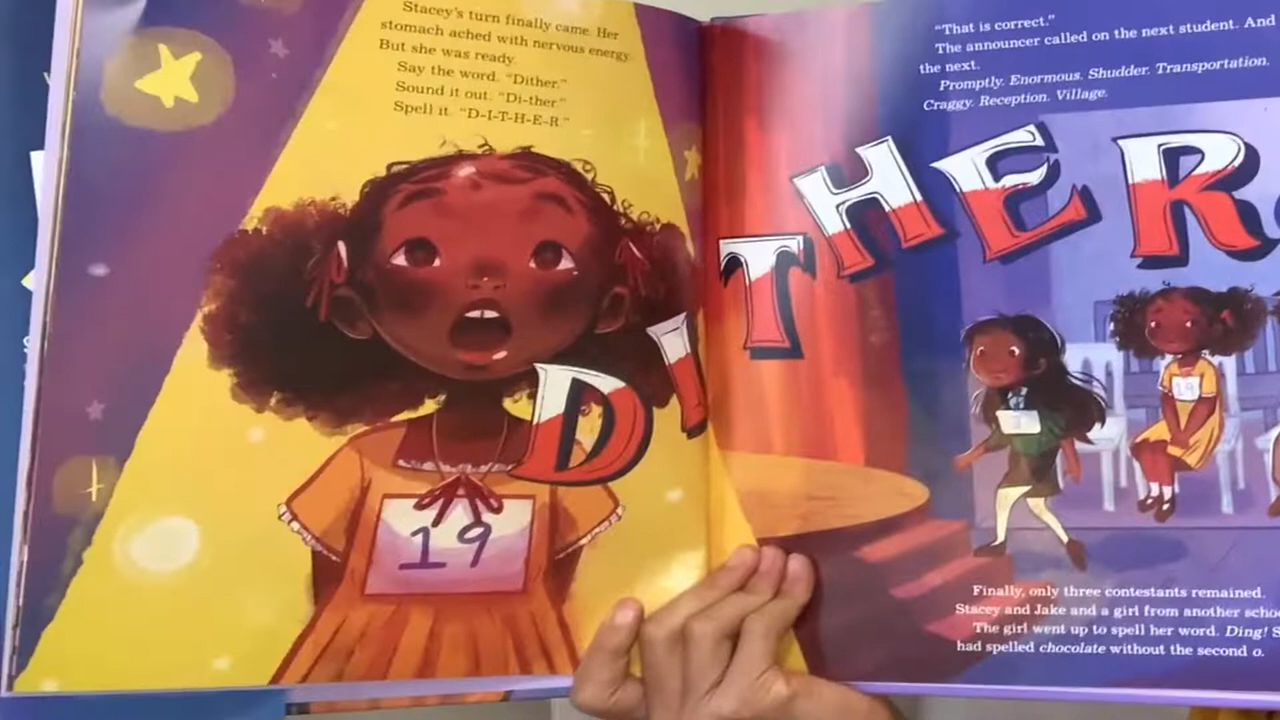 Stacey's turn finally came. Her
stomach ached with nervous energy.
But she was ready.
Say the word. "Dither."
Sound it out. "Di-ther."
Spell it. "D-I-T-H-E-R."
19
D I T H E R
"That is correct."
The announcer called on the next student. And
the next.
Promptly. Enormous. Shudder. Transportation.
Craggy. Reception. Village.
19
Finally, only three contestants remained.
Stacey and Jake and a girl from another
The girl went up to spell her word. Ding!
had spelled chocolate without the second o.